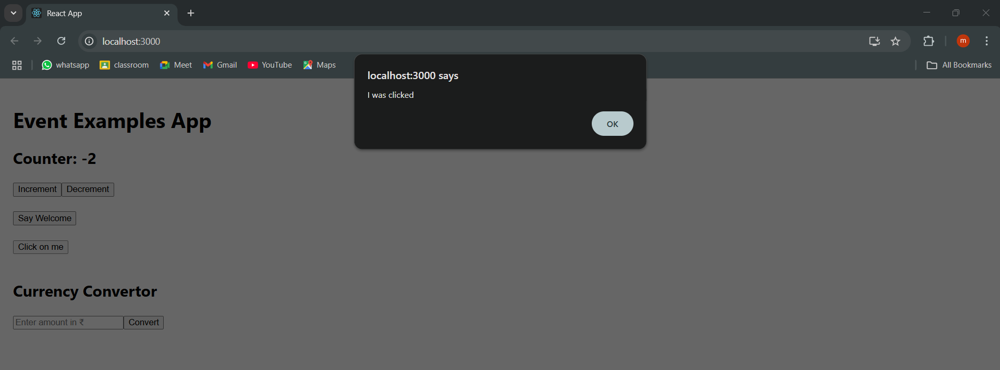 React App
localhost:3000
m
whatsapp classroom Meet Gmail YouTube Maps All Bookmarks
localhost:3000 says
I was clicked
OK
Event Examples App
Counter: -2
Increment Decrement
Say Welcome
Click on me
Currency Convertor
Enter amount in ₹ Convert